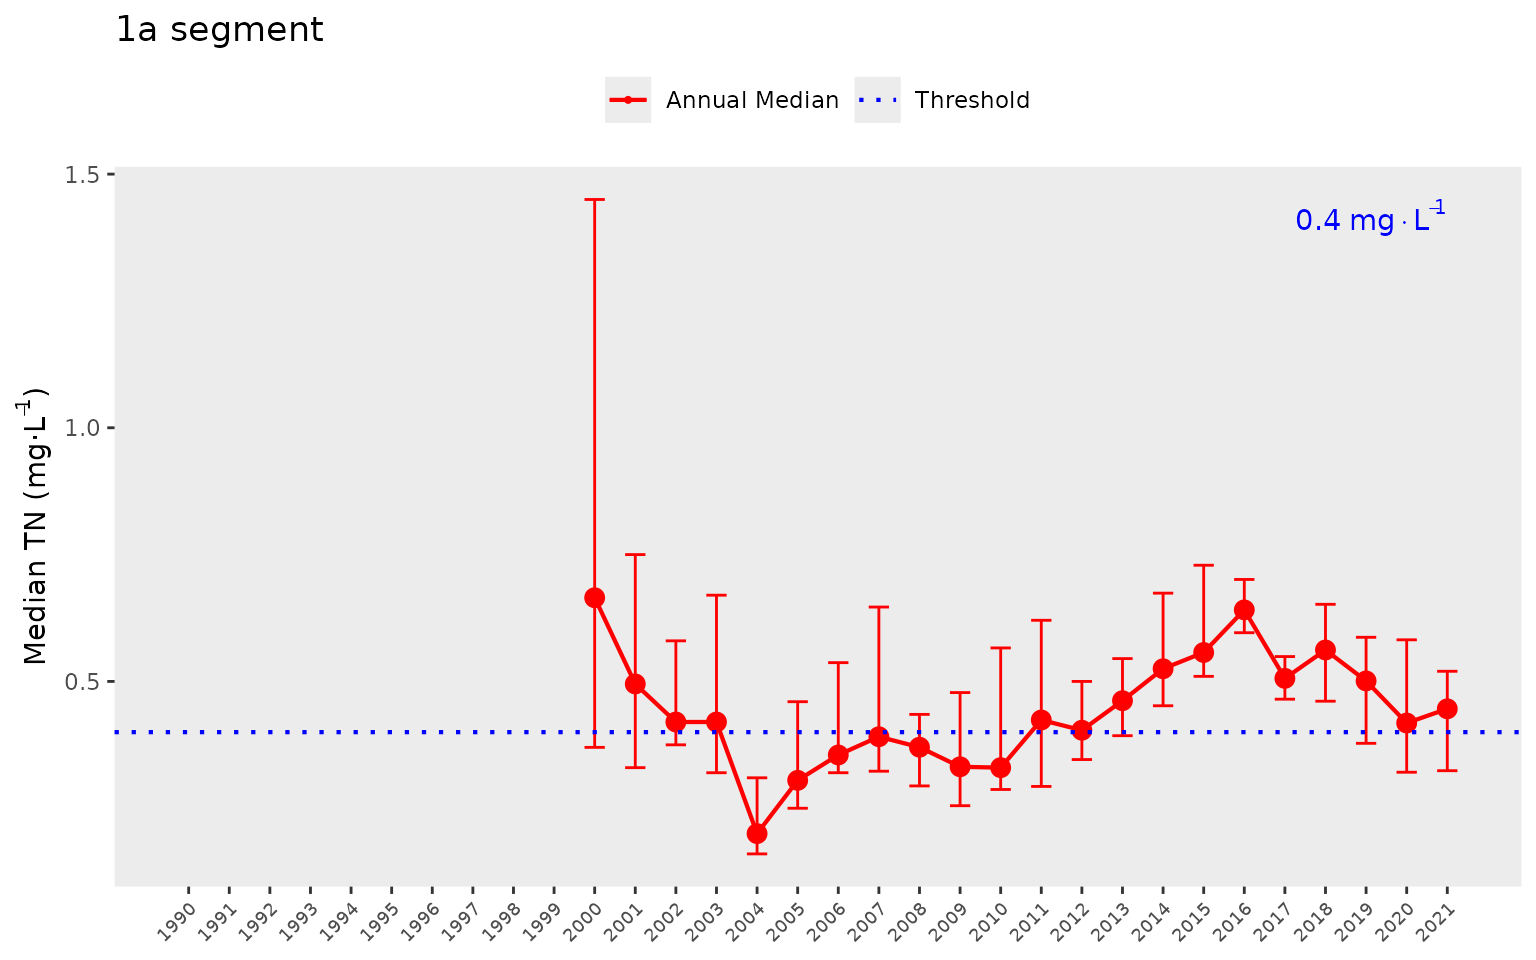 1a segment
Annual Median Threshold
1.5
1.0
0.5
Median TN (mg·L⁻¹)
0.4 mg·L⁻¹
1990 1991 1992 1993 1994 1995 1996 1997 1998 1999 2000 2001 2002 2003 2004 2005 2006 2007 2008 2009 2010 2011 2012 2013 2014 2015 2016 2017 2018 2019 2020 2021